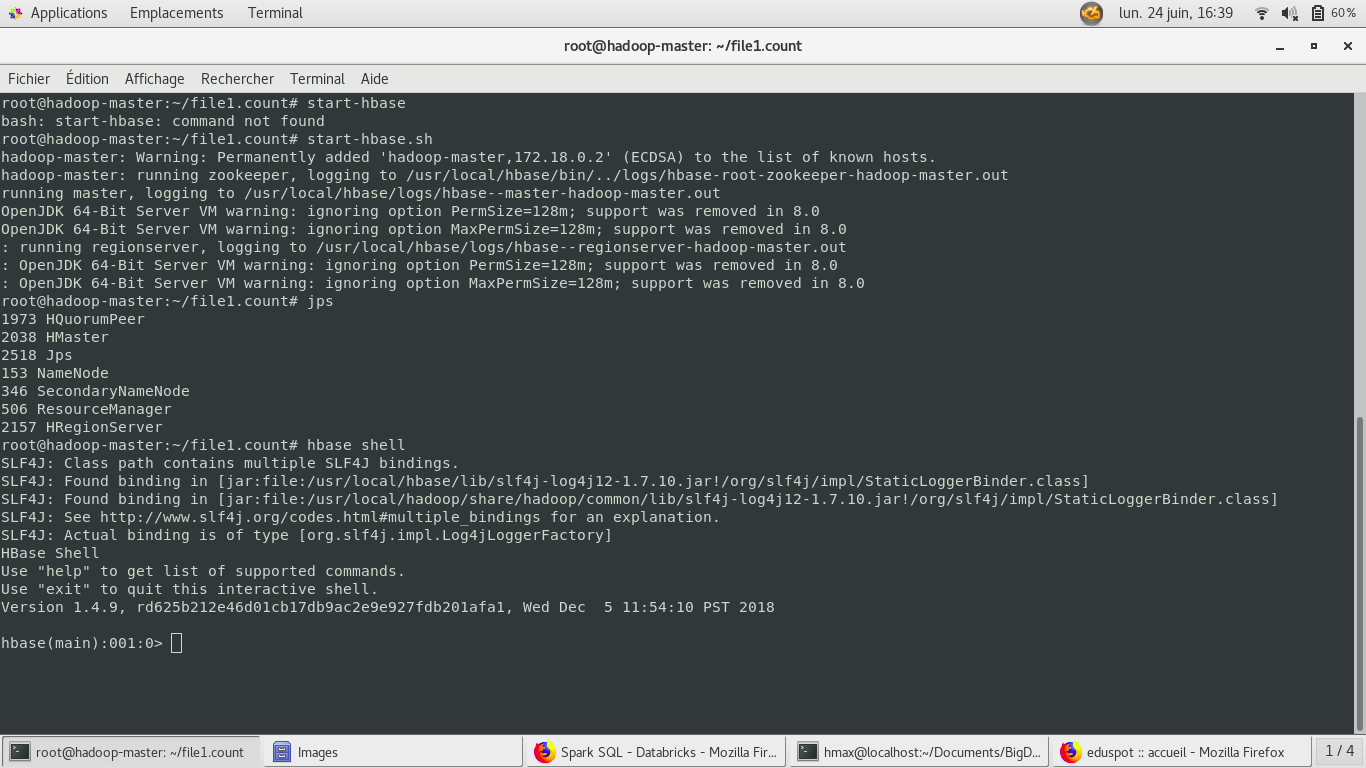 Applications Emplacements Terminal lun. 24 juin, 16:39 60 %
root@hadoop-master: ~/file1.count
Fichier Édition Affichage Rechercher Terminal Aide
root@hadoop-master:~/file1.count# start-hbase
bash: start-hbase: command not found
root@hadoop-master:~/file1.count# start-hbase.sh
hadoop-master: Warning: Permanently added 'hadoop-master,172.18.0.2' (ECDSA) to the list of known hosts.
hadoop-master: running zookeeper, logging to /usr/local/hbase/bin/../logs/hbase-root-zookeeper-hadoop-master.out
running master, logging to /usr/local/hbase/logs/hbase--master-hadoop-master.out
OpenJDK 64-Bit Server VM warning: ignoring option PermSize=128m; support was removed in 8.0
OpenJDK 64-Bit Server VM warning: ignoring option MaxPermSize=128m; support was removed in 8.0
: running regionserver, logging to /usr/local/hbase/logs/hbase--regionserver-hadoop-master.out
: OpenJDK 64-Bit Server VM warning: ignoring option PermSize=128m; support was removed in 8.0
: OpenJDK 64-Bit Server VM warning: ignoring option MaxPermSize=128m; support was removed in 8.0
root@hadoop-master:~/file1.count# jps
1973 HQuorumPeer
2038 HMaster
2518 Jps
153 NameNode
346 SecondaryNameNode
506 ResourceManager
2157 HRegionServer
root@hadoop-master:~/file1.count# hbase shell
SLF4J: Class path contains multiple SLF4J bindings.
SLF4J: Found binding in [jar:file:/usr/local/hbase/lib/slf4j-log4j12-1.7.10.jar!/org/slf4j/impl/StaticLoggerBinder.class]
SLF4J: Found binding in [jar:file:/usr/local/hadoop/share/hadoop/common/lib/slf4j-log4j12-1.7.10.jar!/org/slf4j/impl/StaticLoggerBinder.class]
SLF4J: See http://www.slf4j.org/codes.html#multiple_bindings for an explanation.
SLF4J: Actual binding is of type [org.slf4j.impl.Log4jLoggerFactory]
HBase Shell
Use "help" to get list of supported commands.
Use "exit" to quit this interactive shell.
Version 1.4.9, rd625b212e46d01cb17db9ac2e9e927fdb201afa1, Wed Dec  5 11:54:10 PST 2018
hbase(main):001:0>
root@hadoop-master: ~/file1.count Images Spark SQL - Databricks - Mozilla Fir... hmax@localhost:~/Documents/BigD... eduspot :: accueil - Mozilla Firefox 1 / 4